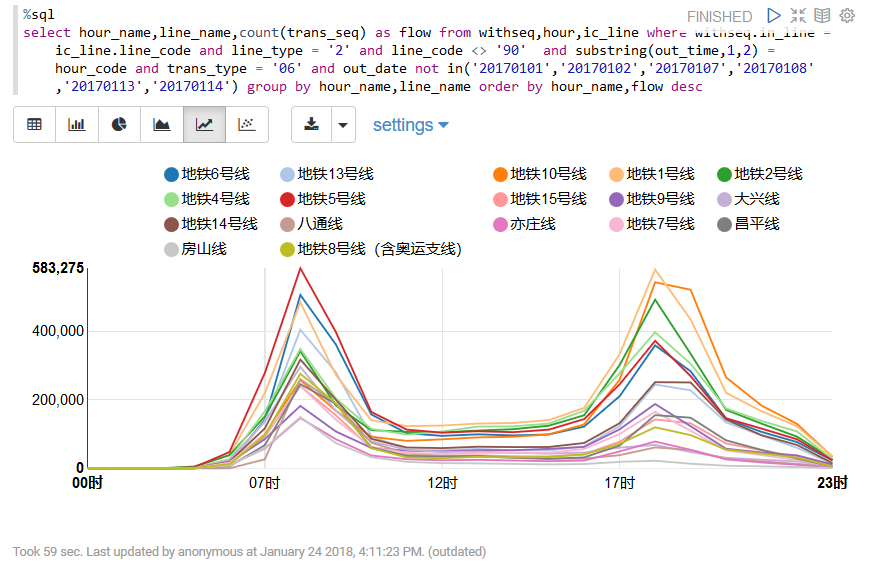 %sql
FINISHED
select hour_name,line_name,count(trans_seq) as flow from withseq,hour,ic_line where withseq.in_line =
ic_line.line_code and line_type = '2' and line_code <> '90'  and substring(out_time,1,2) =
hour_code and trans_type = '06' and out_date not in('20170101','20170102','20170107','20170108'
,'20170113','20170114') group by hour_name,line_name order by hour_name,flow desc
settings
地铁6号线 地铁13号线 地铁10号线 地铁1号线 地铁2号线
地铁4号线 地铁5号线 地铁15号线 地铁9号线 大兴线
地铁14号线 八通线 亦庄线 地铁7号线 昌平线
房山线 地铁8号线（含奥运支线）
583,275
400,000
200,000
0
00时 07时 12时 17时 23时
Took 59 sec. Last updated by anonymous at January 24 2018, 4:11:23 PM. (outdated)